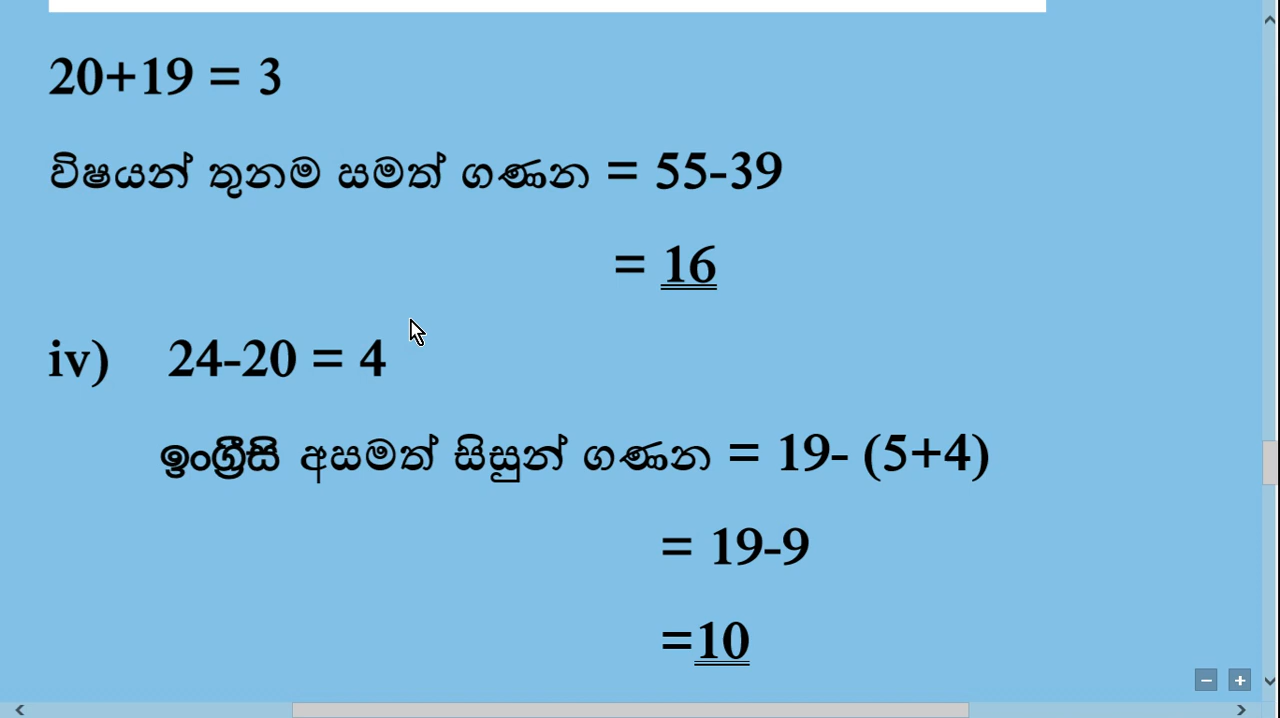 20+19 = 3
විෂයන් තුනම සමත් ගණන = 55-39
= 16
iv) 24-20 = 4
ඉංග්‍රීසි අසමත් සිසුන් ගණන = 19- (5+4)
= 19-9
=10